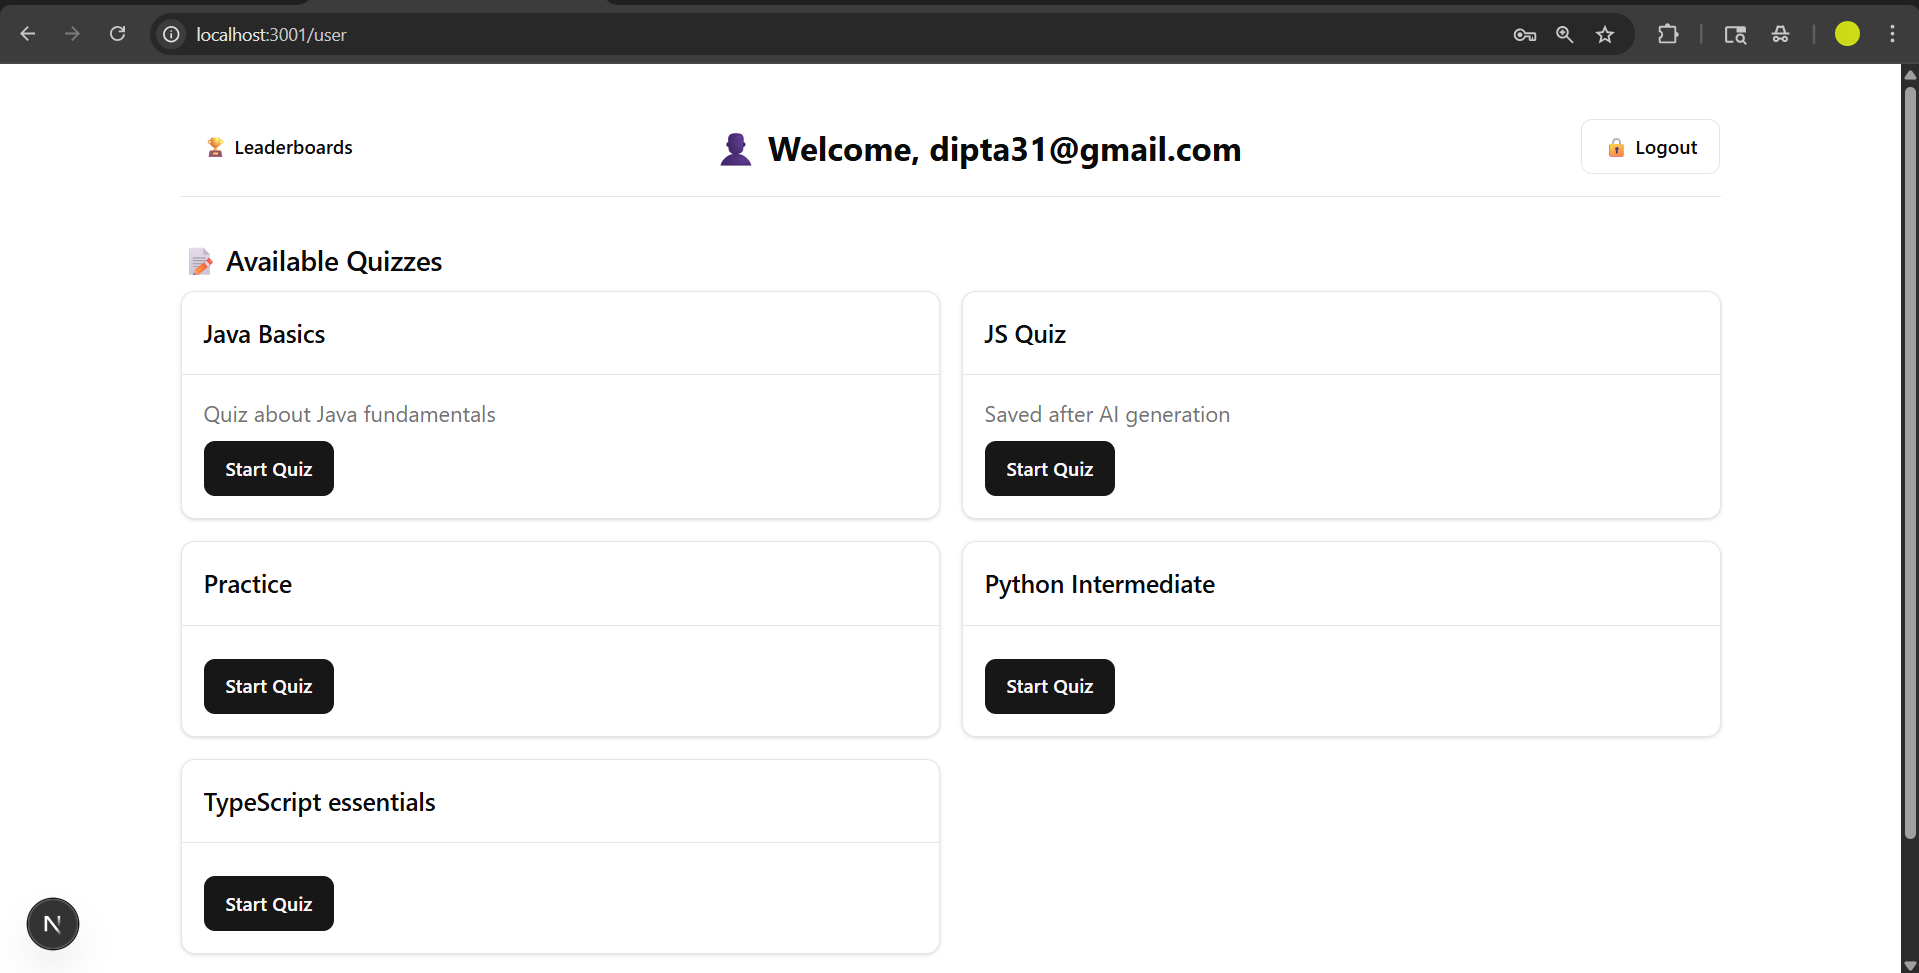 localhost:3001/user
🏆 Leaderboards
👤 Welcome, dipta31@gmail.com
🔒 Logout
📝 Available Quizzes
Java Basics
Quiz about Java fundamentals
Start Quiz
JS Quiz
Saved after AI generation
Start Quiz
Practice
Start Quiz
Python Intermediate
Start Quiz
TypeScript essentials
Start Quiz
N